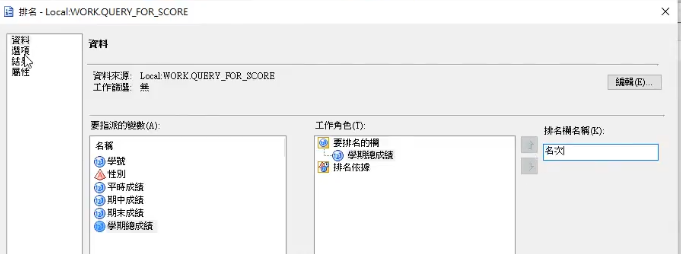 排名 - Local:WORK.QUERY_FOR_SCORE
資料
選項
結果
屬性
資料
資料來源: Local:WORK.QUERY_FOR_SCORE
工作篩選: 無
編輯(E)...
要指派的變數(A):
名稱
學號
性別
平時成績
期中成績
期末成績
學期總成績
工作角色(T):
要排名的欄
學期總成績
排名依據
排名欄名稱(K):
名次